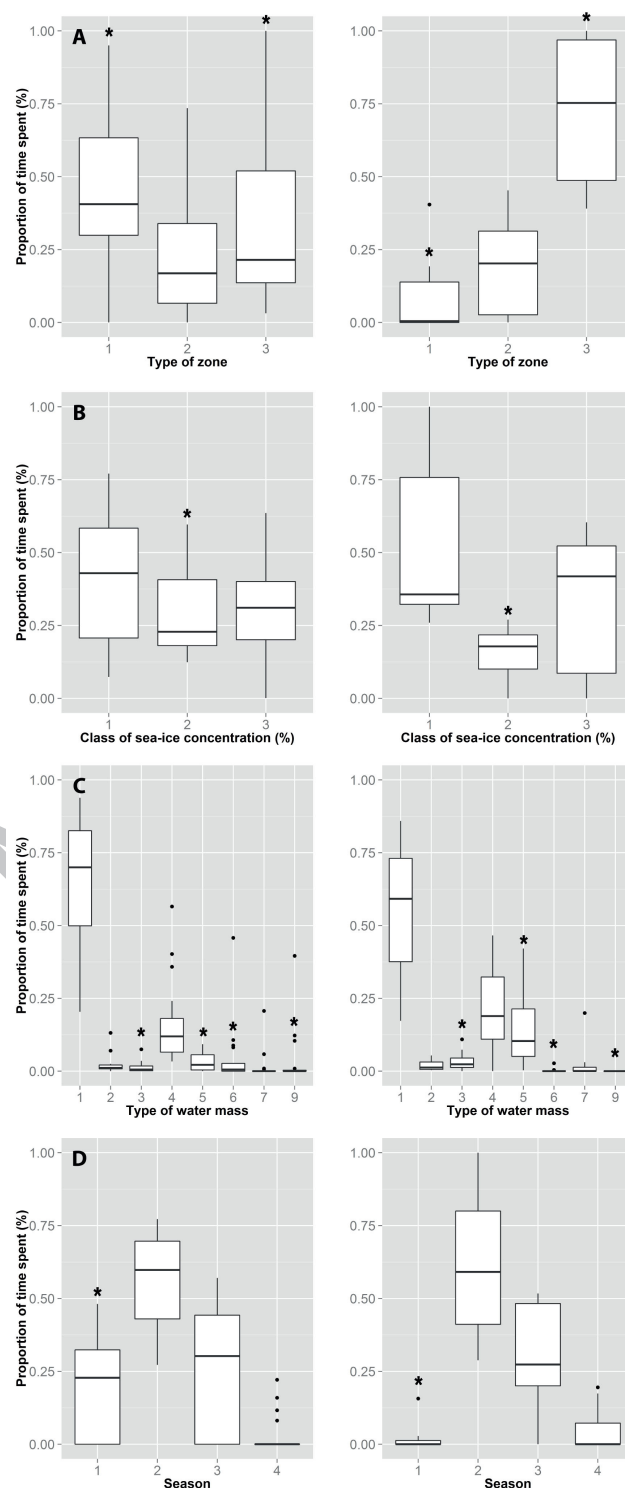 A
* *
1.00 0.75 0.50 0.25 0.00
Proportion of time spent (%)
1 2 3
Type of zone
* *
1.00 0.75 0.50 0.25 0.00
1 2 3
Type of zone
B
*
1.00 0.75 0.50 0.25 0.00
Proportion of time spent (%)
1 2 3
Class of sea-ice concentration (%)
*
1.00 0.75 0.50 0.25 0.00
1 2 3
Class of sea-ice concentration (%)
C
* * * *
1.00 0.75 0.50 0.25 0.00
Proportion of time spent (%)
1 2 3 4 5 6 7 9
Type of water mass
* * * *
1.00 0.75 0.50 0.25 0.00
1 2 3 4 5 6 7 9
Type of water mass
D
*
1.00 0.75 0.50 0.25 0.00
Proportion of time spent (%)
1 2 3 4
Season
*
1.00 0.75 0.50 0.25 0.00
1 2 3 4
Season